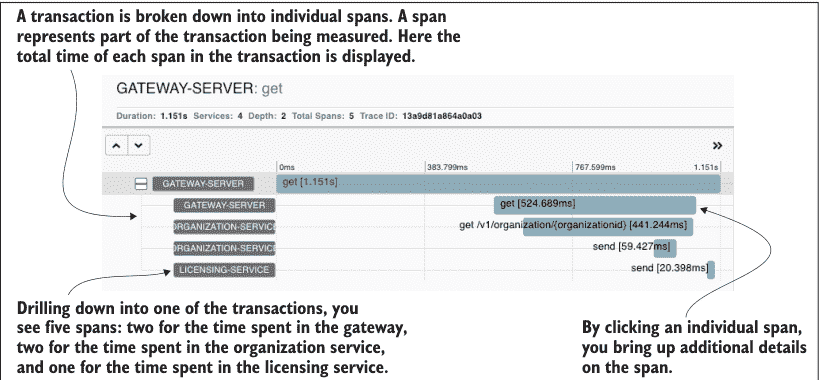 A transaction is broken down into individual spans. A span
represents part of the transaction being measured. Here the
total time of each span in the transaction is displayed.
GATEWAY-SERVER: get
Duration: 1.151s Services: 4 Depth: 2 Total Spans: 5 Trace ID: 13a9d81a864a0a03
0ms 383.799ms 767.599ms 1.151s
GATEWAY-SERVER get [1.151s]
GATEWAY-SERVER get [524.689ms]
ORGANIZATION-SERVICE get /v1/organization/{organizationid} [441.244ms]
ORGANIZATION-SERVICE send [59.427ms]
LICENSING-SERVICE send [20.398ms]
Drilling down into one of the transactions, you
see five spans: two for the time spent in the gateway,
two for the time spent in the organization service,
and one for the time spent in the licensing service.
By clicking an individual span,
you bring up additional details
on the span.